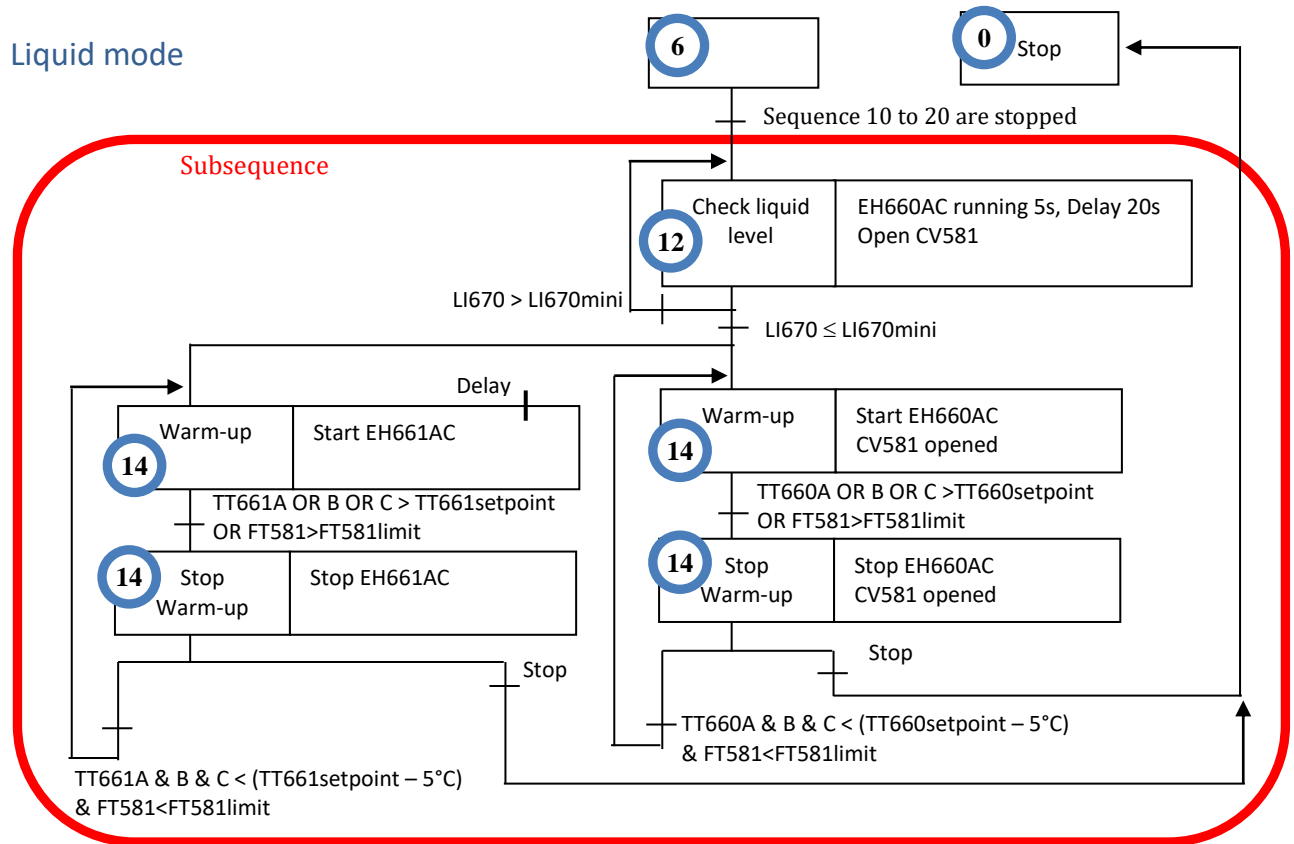 Liquid mode
6
0
Stop
Sequence 10 to 20 are stopped
Subsequence
Check liquid
level
12
EH660AC running 5s, Delay 20s
Open CV581
LI670 > LI670mini
LI670 ≤ LI670mini
Delay
Warm-up
14
Start EH661AC
Warm-up
14
Start EH660AC
CV581 opened
TT661A OR B OR C > TT661setpoint
OR FT581>FT581limit
TT660A OR B OR C >TT660setpoint
OR FT581>FT581limit
14
Stop
Warm-up
Stop EH661AC
14
Stop
Warm-up
Stop EH660AC
CV581 opened
Stop
Stop
TT660A & B & C < (TT660setpoint – 5°C)
& FT581<FT581limit
TT661A & B & C < (TT661setpoint – 5°C)
& FT581<FT581limit